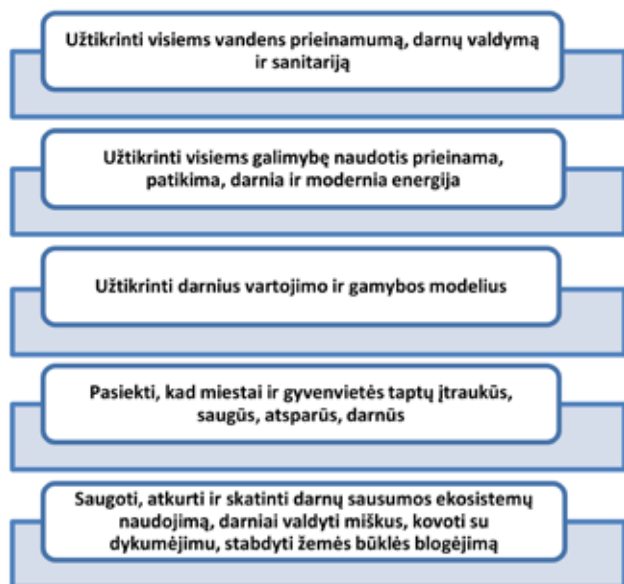 Užtikrinti visiems vandens prieinamumą, darnų valdymą
ir sanitariją
Užtikrinti visiems galimybę naudotis prieinama,
patikima, darnia ir modernia energija
Užtikrinti darnius vartojimo ir gamybos modelius
Pasiekti, kad miestai ir gyvenvietės taptų įtraukūs,
saugūs, atsparūs, darnūs
Saugoti, atkurti ir skatinti darnų sausumos ekosistemų
naudojimą, darniai valdyti miškus, kovoti su
dykumėjimu, stabdyti žemės būklės blogėjimą